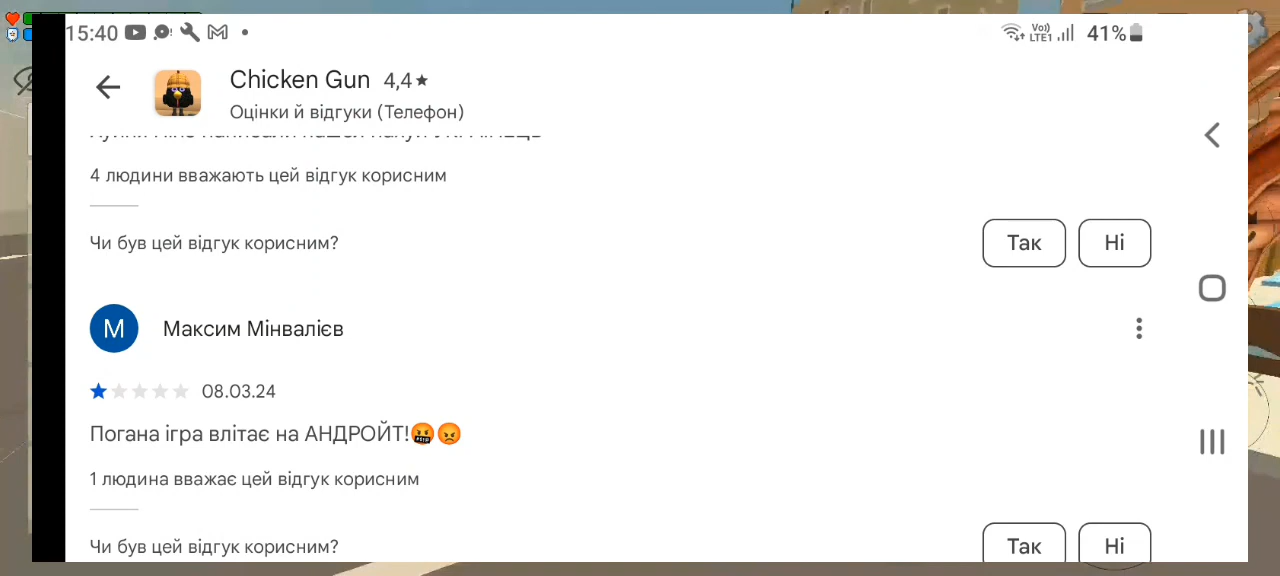 15:40
Vo)) LTE1 41%
Chicken Gun 4,4★
Оцінки й відгуки (Телефон)
4 людини вважають цей відгук корисним
Чи був цей відгук корисним? Так Ні
М Максим Мінвалієв
08.03.24
Погана ігра влітає на АНДРОЙТ!🤬😡
1 людина вважає цей відгук корисним
Чи був цей відгук корисним? Так Ні